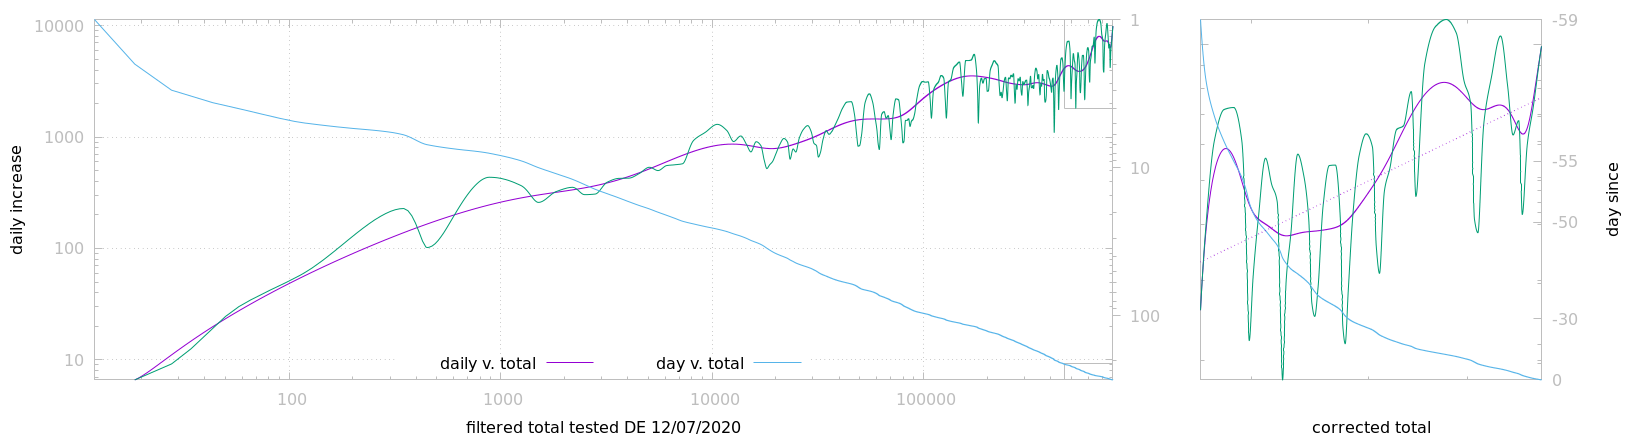 daily increase
10000
1000
100
10
100
1000
10000
100000
filtered total tested DE 12/07/2020
daily v. total
day v. total
1
10
100
-59
-55
-50
-30
0
day since
corrected total